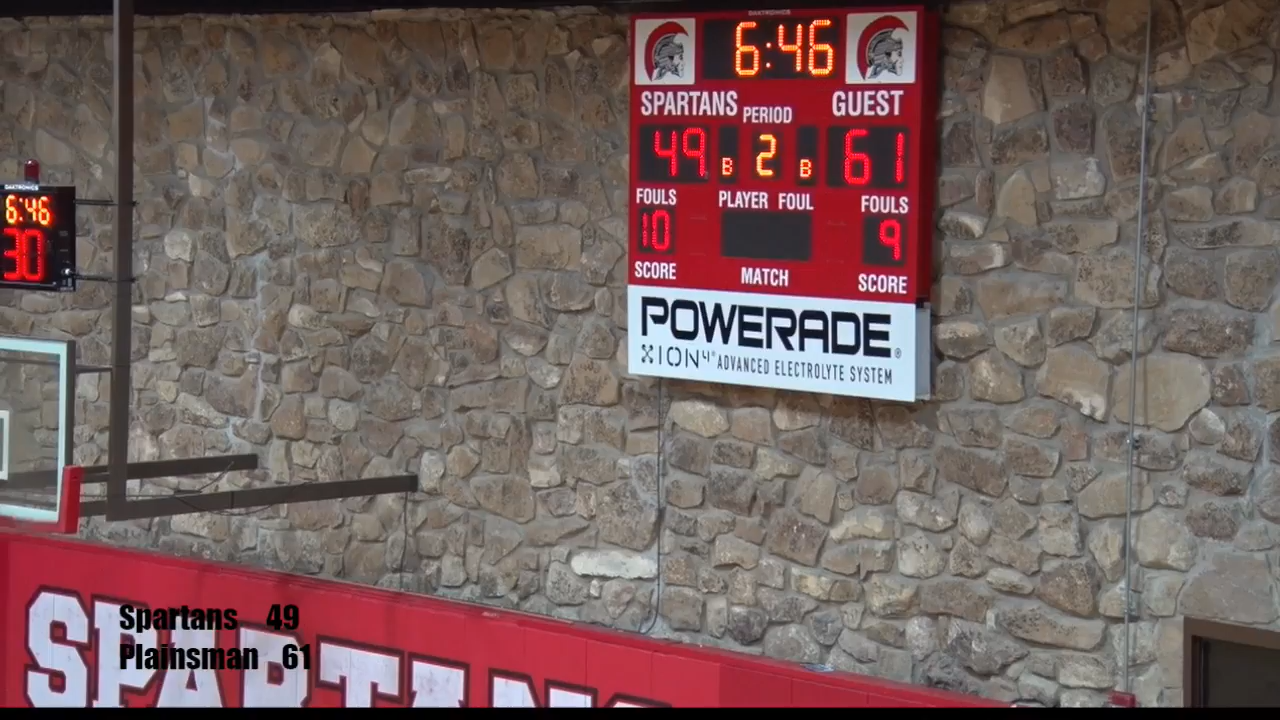 DAKTRONICS
6:46
SPARTANS PERIOD GUEST
49 B 2 B 61
FOULS PLAYER FOUL FOULS
10 9
SCORE MATCH SCORE
POWERADE®
ION4® ADVANCED ELECTROLYTE SYSTEM
DAKTRONICS
6:46
30
SPARTANS
Spartans 49
Plainsman 61